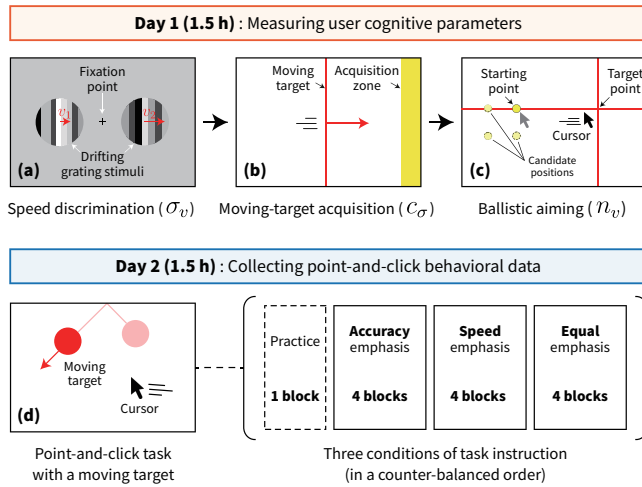 Day 1 (1.5 h) : Measuring user cognitive parameters
Fixation
point
v1
+
v2
Drifting
grating stimuli
(a)
Speed discrimination (σv)
Moving
target
Acquisition
zone
(b)
Moving-target acquisition (cσ)
Starting
point
Target
point
Cursor
Candidate
positions
(c)
Ballistic aiming (nv)
Day 2 (1.5 h) : Collecting point-and-click behavioral data
Moving
target
Cursor
(d)
Point-and-click task
with a moving target
Practice
1 block
Accuracy
emphasis
4 blocks
Speed
emphasis
4 blocks
Equal
emphasis
4 blocks
Three conditions of task instruction
(in a counter-balanced order)